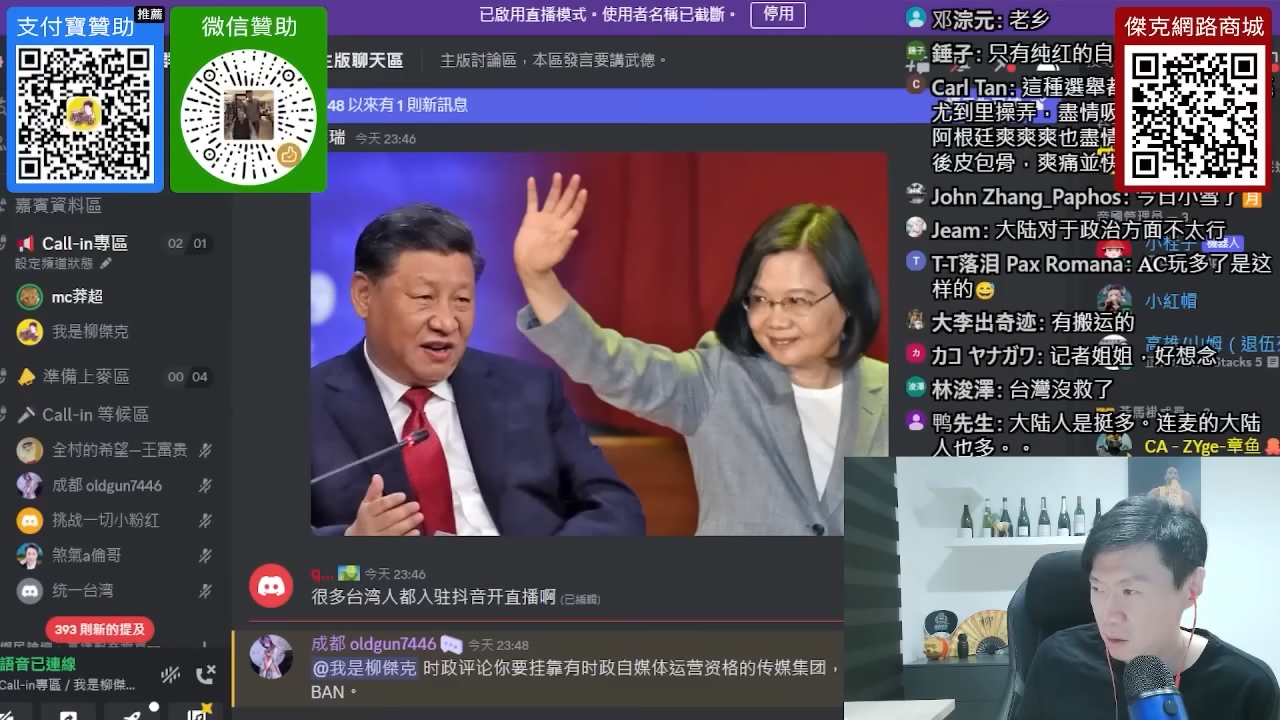 已啟用直播模式。使用者名稱已截斷。
停用
支付寶贊助
推薦
微信贊助
傑克網路商城
主版聊天區
主版討論區，本區發言要講武德。
48 以來有 1 則新訊息
瑞 今天 23:46
嘉賓資料區
Call-in專區
02 01
設定頻道狀態
mc莽超
我是柳傑克
準備上麥區
00 04
Call-in 等候區
全村的希望—王富贵
成都 oldgun7446
挑战一切小粉红
煞氣a倫哥
统一台湾
393 則新的提及
語音已連線
Call-in專區 / 我是柳傑...
q... 今天 23:46
很多台湾人都入驻抖音开直播啊 (已編輯)
成都 oldgun7446 今天 23:48
@我是柳傑克 时政评论你要挂靠有时政自媒体运营资格的传媒集团，
BAN。
邓淙元: 老乡
錘子: 只有纯红的自
Carl Tan: 這種選舉都
尤到里操弄。盡情吸
阿根廷爽爽爽也盡情
後皮包骨，爽痛並快
John Zhang_Paphos: 今日小雪了 月
Jeam: 大陆对于政治方面不太行
T-T落泪 Pax Romana: AC玩多了是这
样的😅
大李出奇迹: 有搬运的
カコ ヤナガワ: 记者姐姐，好想念
林浚澤: 台灣沒救了
鸭先生: 大陆人是挺多。连麦的大陆
人也多。。
小桎子
機器人
小紅帽
Stacks 5
CA - ZYge-章鱼